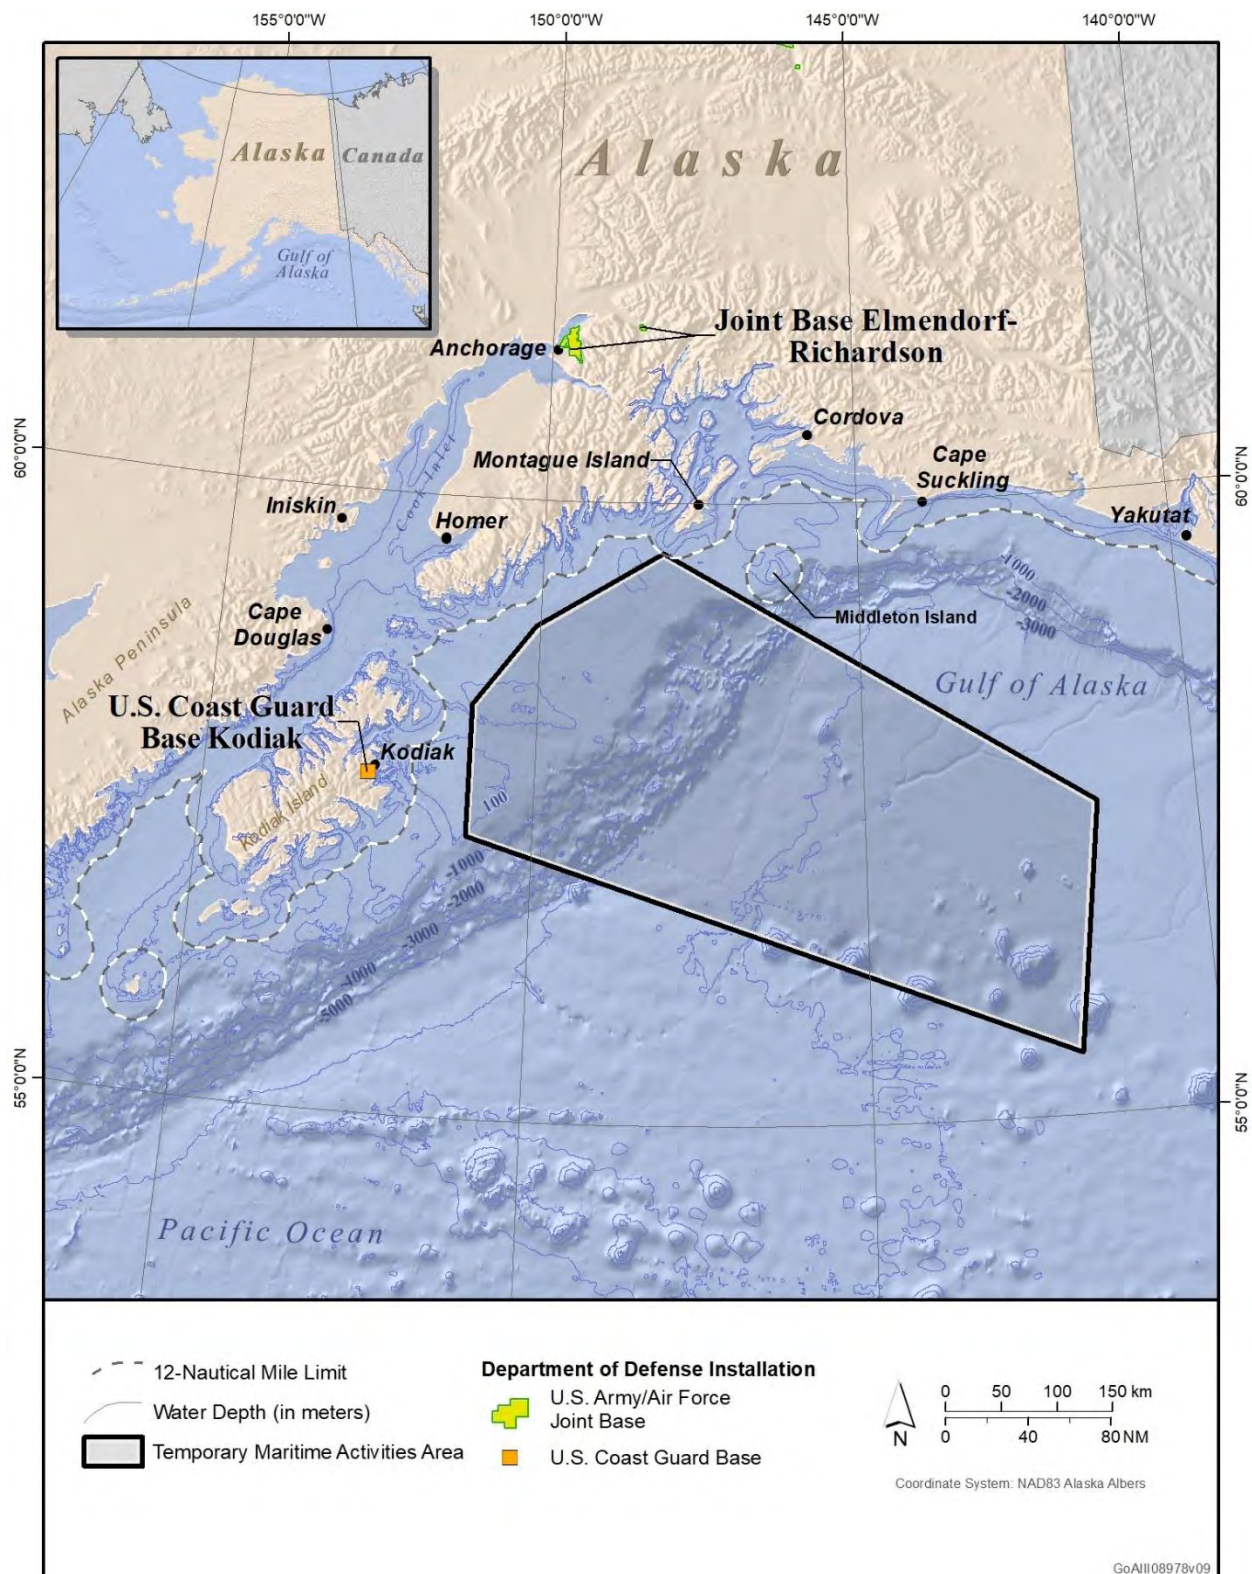 155°0'0"W 150°0'0"W 145°0'0"W 140°0'0"W
Alaska
Canada
Gulf of
Alaska
Alaska
Joint Base Elmendorf-
Richardson
Anchorage
Cordova
60°0'0"N
60°0'0"N
Montague Island
Cape
Suckling
Cook Inlet
Iniskin
Homer
Yakutat
-1000
-2000
-3000
Cape
Douglas
Middleton Island
Alaska Peninsula
Gulf of Alaska
U.S. Coast Guard
Base Kodiak
Kodiak
Kodiak Island
100
-1000
-2000
-3000
-4000
-5000
55°0'0"N
55°0'0"N
Pacific Ocean
12-Nautical Mile Limit
Water Depth (in meters)
Temporary Maritime Activities Area
Department of Defense Installation
U.S. Army/Air Force
Joint Base
U.S. Coast Guard Base
N
0 50 100 150 km
0 40 80 NM
Coordinate System: NAD83 Alaska Albers
GoAIII08978v09